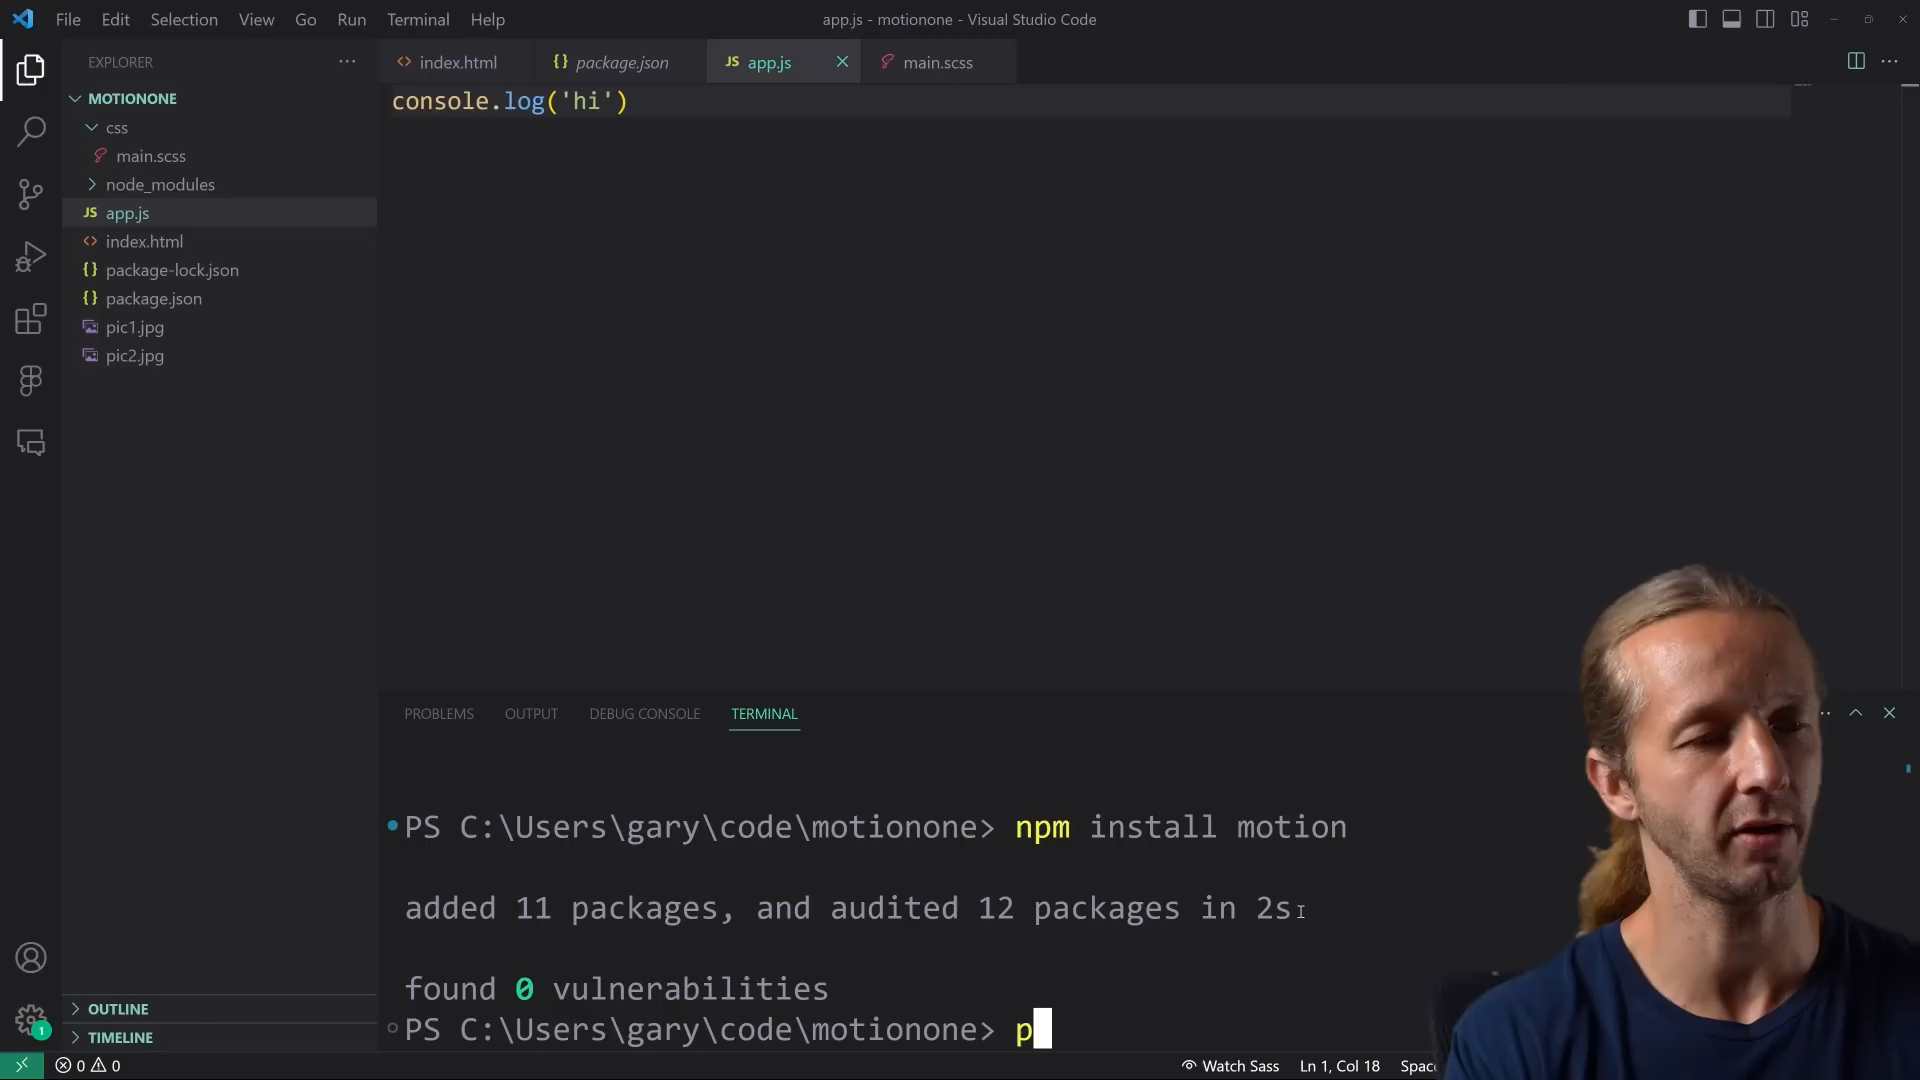 File Edit Selection View Go Run Terminal Help
app.js - motionone - Visual Studio Code
EXPLORER
index.html
package.json
JS app.js
main.scss
MOTIONONE
css
main.scss
node_modules
JS app.js
index.html
package-lock.json
package.json
pic1.jpg
pic2.jpg
console.log('hi')
PROBLEMS OUTPUT DEBUG CONSOLE TERMINAL
PS C:\Users\gary\code\motionone> npm install motion
added 11 packages, and audited 12 packages in 2s
found 0 vulnerabilities
PS C:\Users\gary\code\motionone> p
OUTLINE
TIMELINE
1
0 0
Watch Sass
Ln 1, Col 18